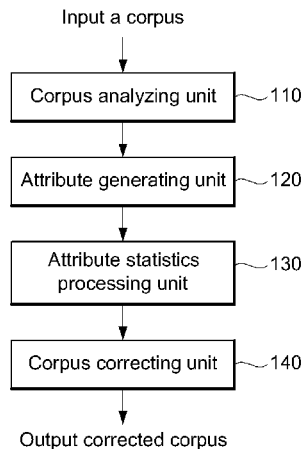 Input a corpus
Corpus analyzing unit
110
Attribute generating unit
120
Attribute statistics
processing unit
130
Corpus correcting unit
140
Output corrected corpus